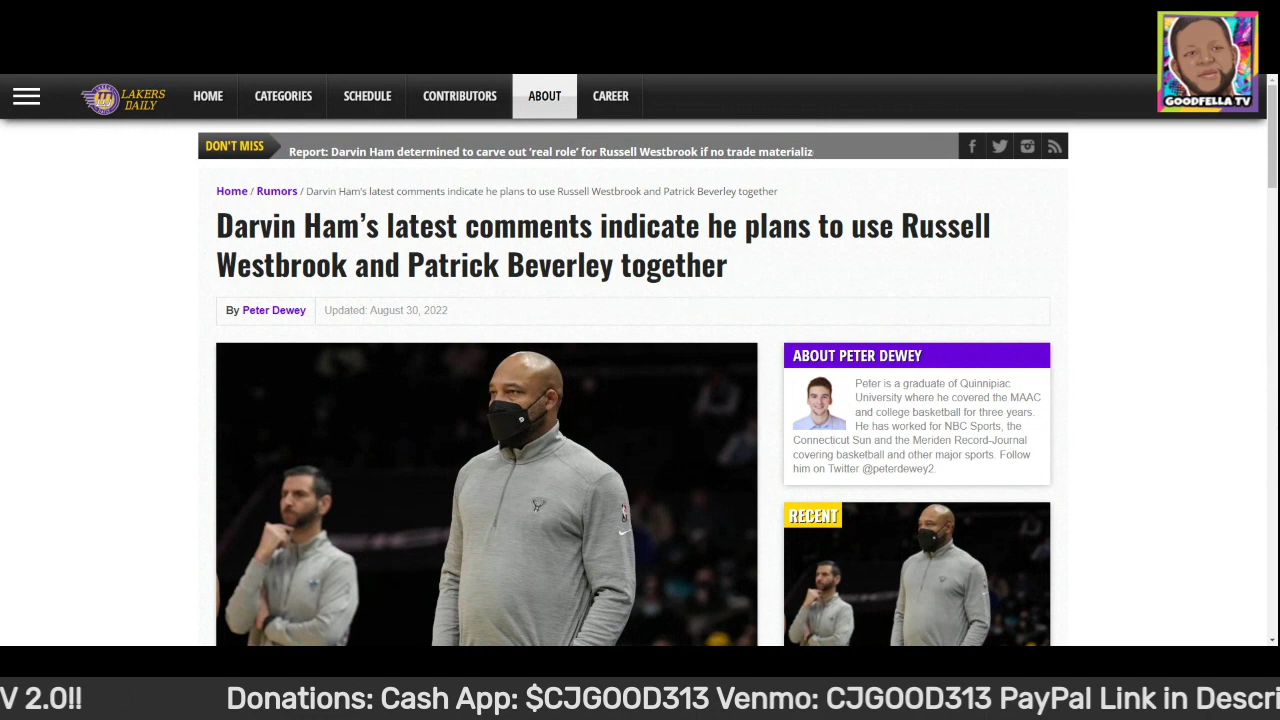 GOODFELLA TV
LAKERS
DAILY
HOME
CATEGORIES
SCHEDULE
CONTRIBUTORS
ABOUT
CAREER
DON'T MISS
Report: Darvin Ham determined to carve out ‘real role’ for Russell Westbrook if no trade materializ
Home / Rumors / Darvin Ham's latest comments indicate he plans to use Russell Westbrook and Patrick Beverley together
Darvin Ham’s latest comments indicate he plans to use Russell
Westbrook and Patrick Beverley together
By Peter Dewey
Updated: August 30, 2022
ABOUT PETER DEWEY
Peter is a graduate of Quinnipiac
University where he covered the MAAC
and college basketball for three years.
He has worked for NBC Sports, the
Connecticut Sun and the Meriden Record-Journal
covering basketball and other major sports. Follow
him on Twitter @peterdewey2.
RECENT
V 2.0!!
Donations: Cash App: $CJGOOD313 Venmo: CJGOOD313 PayPal Link in Descri